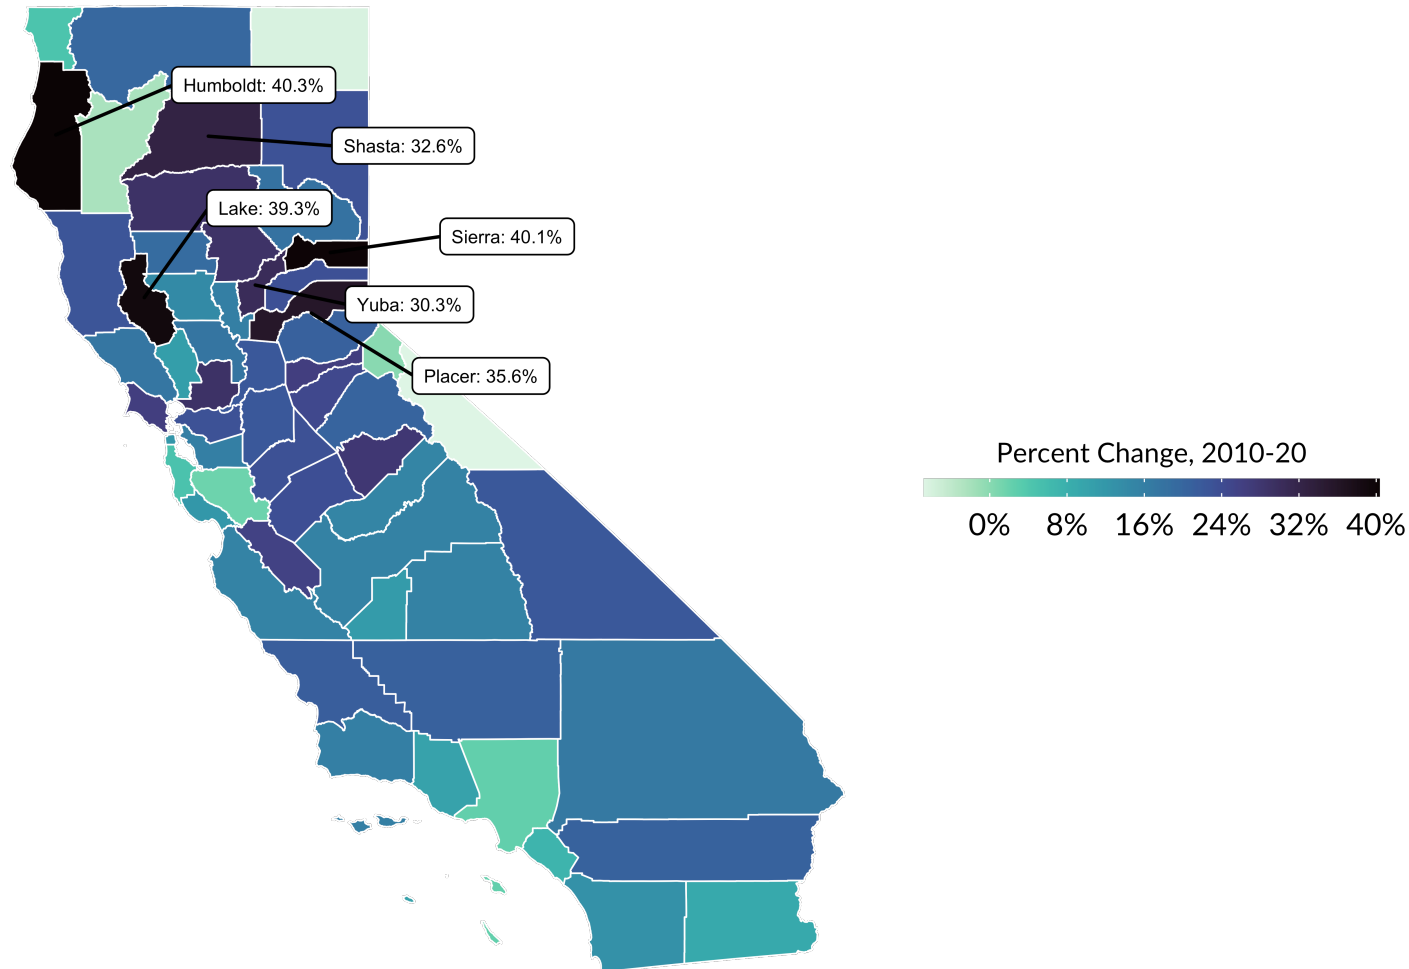 Humboldt: 40.3%
Shasta: 32.6%
Lake: 39.3%
Sierra: 40.1%
Yuba: 30.3%
Placer: 35.6%
Percent Change, 2010-20
0% 8% 16% 24% 32% 40%